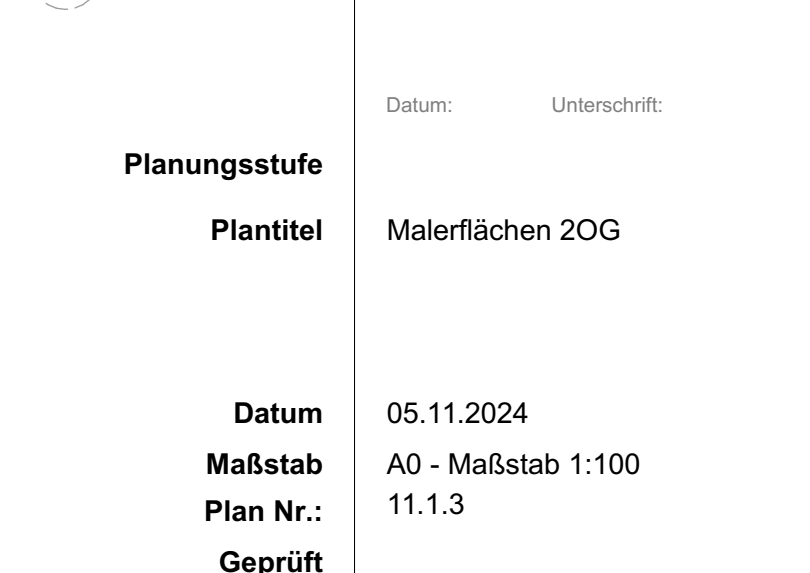 Datum: Unterschrift:
Planungsstufe
Plantitel Malerflächen 2OG
Datum 05.11.2024
Maßstab A0 - Maßstab 1:100
Plan Nr.: 11.1.3
Geprüft